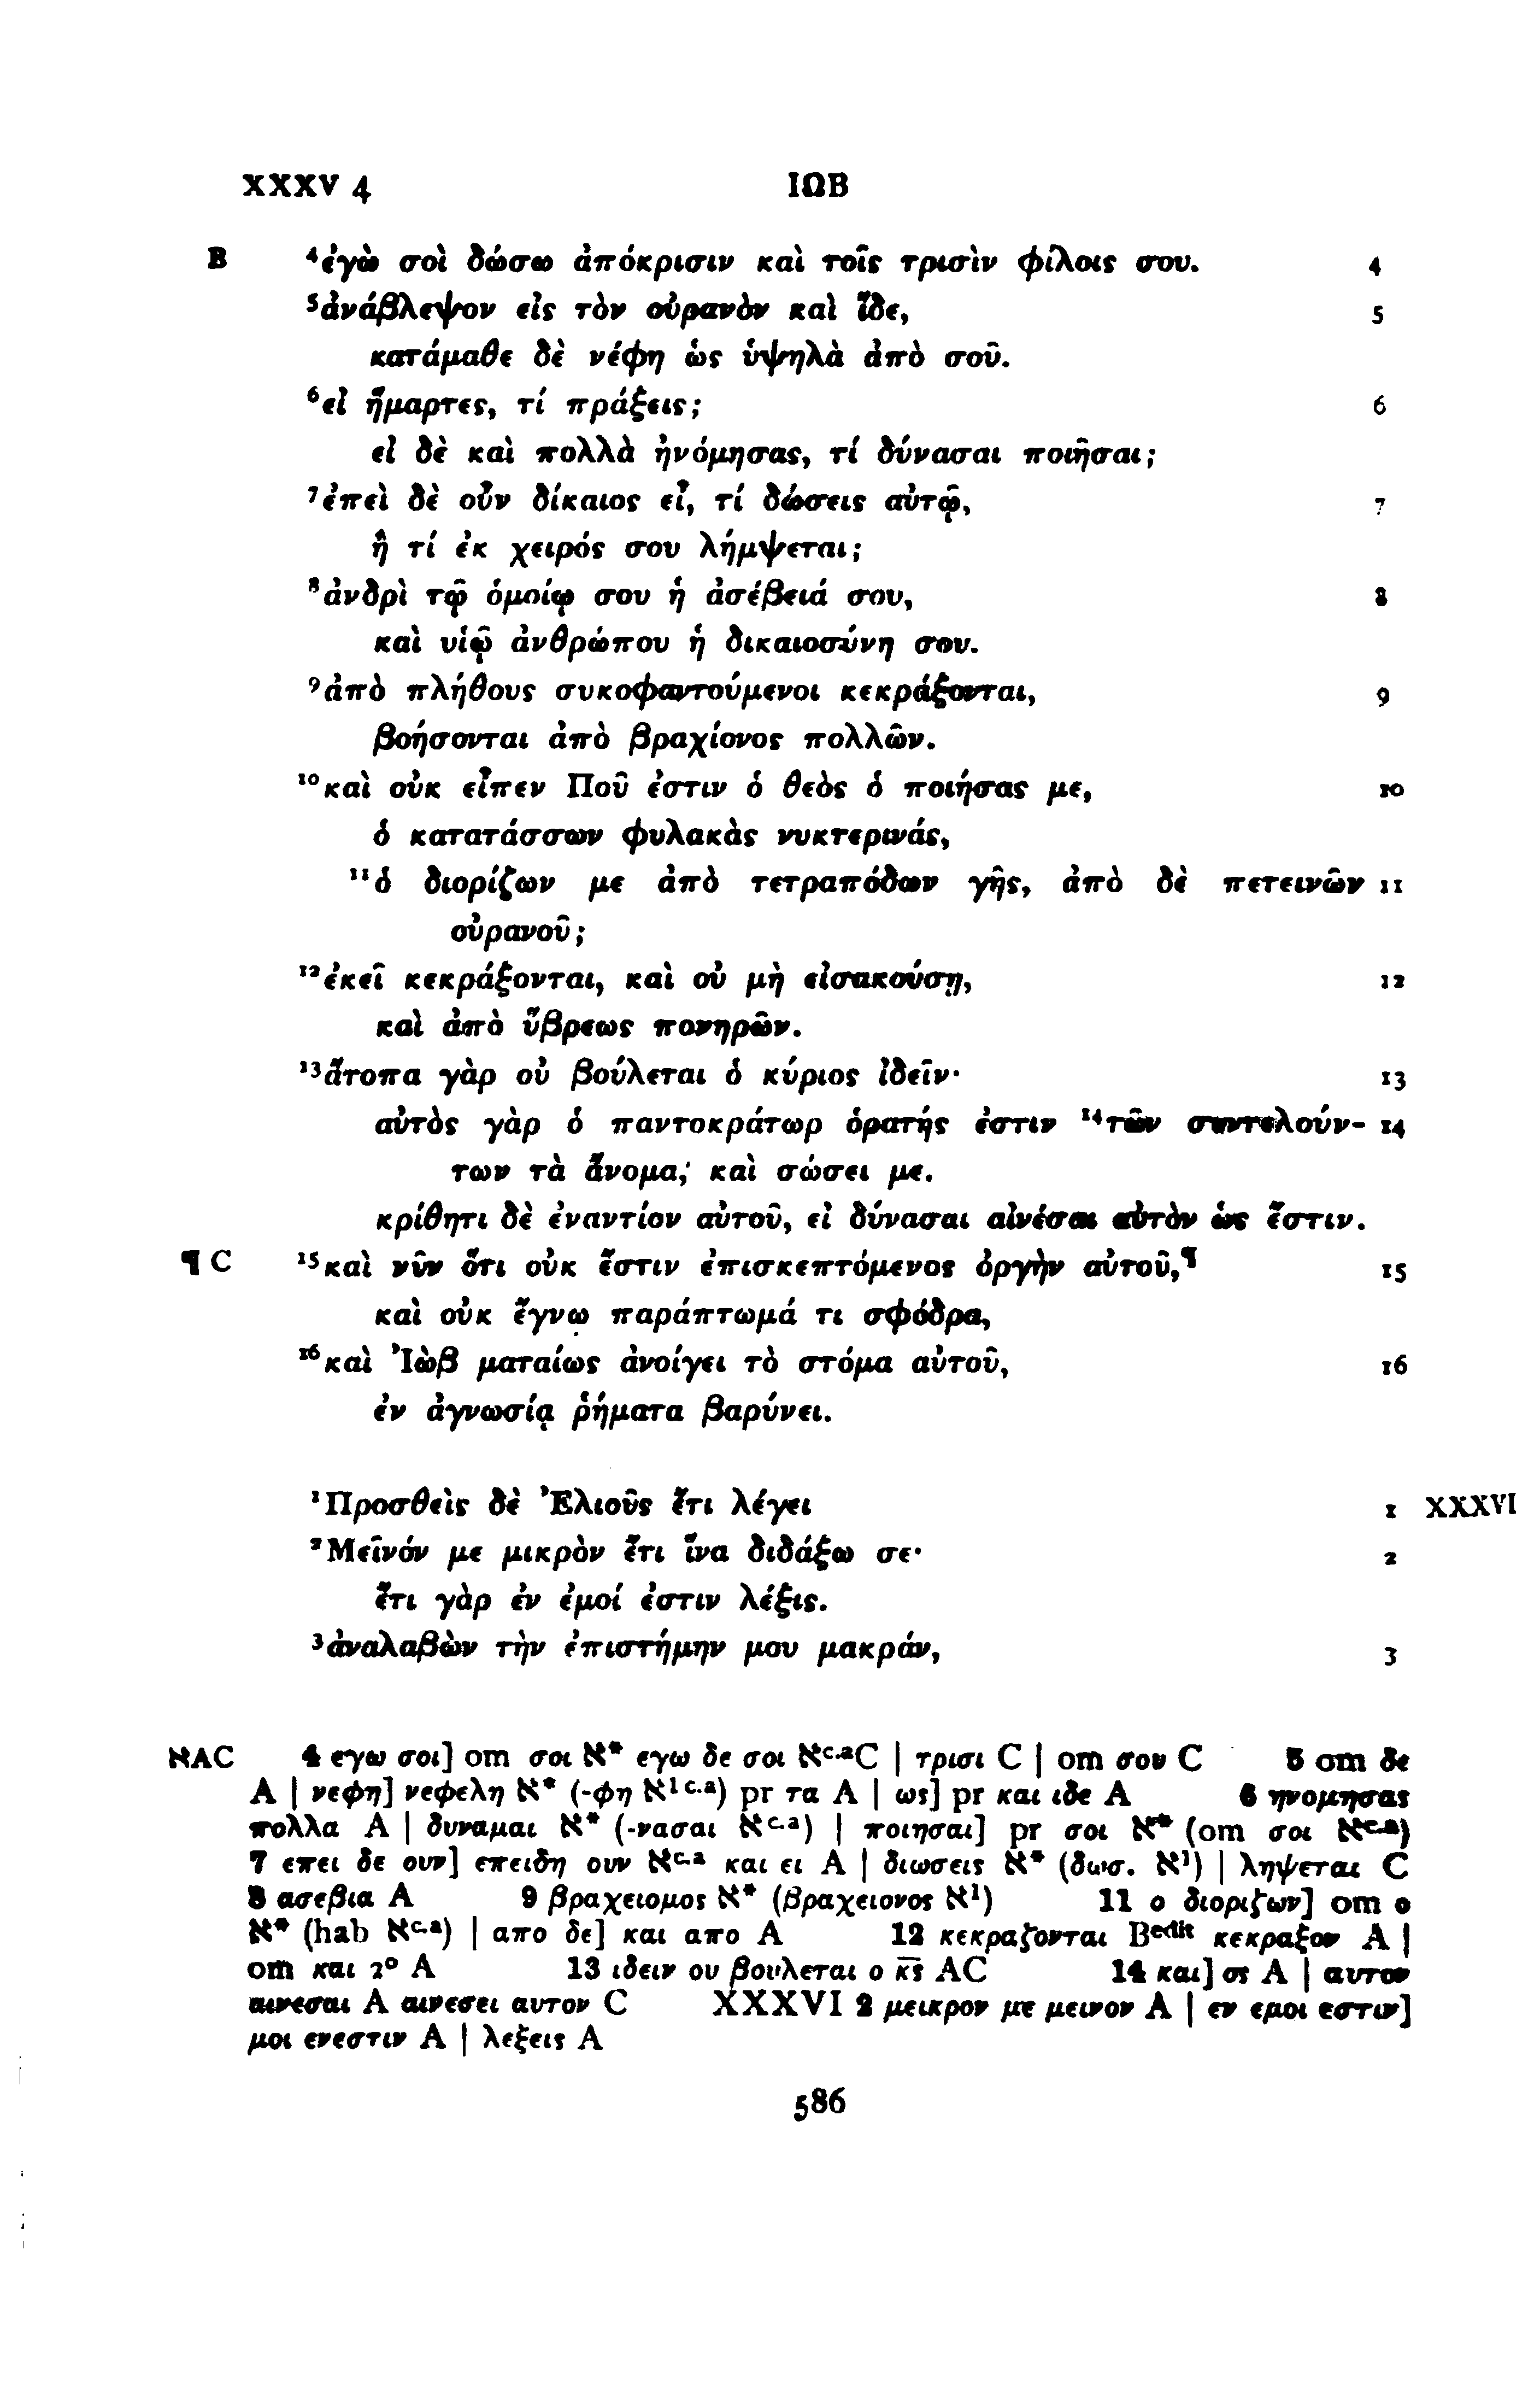 XXXV 4 ΙΩΒ
B ⁴ἐγὼ σοὶ δώσω ἀπόκρισιν καὶ τοῖς τρισὶν φίλοις σου. 4
⁵ἀνάβλεψον εἰς τὸν οὐρανὸν καὶ ἴδε, 5
κατάμαθε δὲ νέφη ὡς ὑψηλὰ ἀπὸ σοῦ.
⁶εἰ ἥμαρτες, τί πράξεις; 6
εἰ δὲ καὶ πολλὰ ἠνόμησας, τί δύνασαι ποιῆσαι;
⁷ἐπεὶ δὲ οὖν δίκαιος εἶ, τί δώσεις αὐτῷ, 7
ἢ τί ἐκ χειρός σου λήμψεται;
⁸ἀνδρὶ τῷ ὁμοίῳ σου ἡ ἀσέβειά σου, 8
καὶ υἱῷ ἀνθρώπου ἡ δικαιοσύνη σου.
⁹ἀπὸ πλήθους συκοφαντούμενοι κεκράξονται, 9
βοήσονται ἀπὸ βραχίονος πολλῶν.
¹⁰καὶ οὐκ εἶπεν Ποῦ ἐστιν ὁ θεὸς ὁ ποιήσας με, 10
ὁ κατατάσσων φυλακὰς νυκτερινάς,
¹¹ὁ διορίζων με ἀπὸ τετραπόδων γῆς, ἀπὸ δὲ πετεινῶν 11
οὐρανοῦ;
¹²ἐκεῖ κεκράξονται, καὶ οὐ μὴ εἰσακούσῃ, 12
καὶ ἀπὸ ὕβρεως πονηρῶν.
¹³ἄτοπα γὰρ οὐ βούλεται ὁ κύριος ἰδεῖν· 13
αὐτὸς γὰρ ὁ παντοκράτωρ ὁρατής ἐστιν ¹⁴τῶν συντελούν- 14
των τὰ ἄνομα, καὶ σώσει με.
κρίθητι δὲ ἐναντίον αὐτοῦ, εἰ δύνασαι αἰνέσαι αὐτὸν ὡς ἔστιν.
¶ C ¹⁵καὶ νῦν ὅτι οὐκ ἔστιν ἐπισκεπτόμενος ὀργὴν αὐτοῦ,¶ 15
καὶ οὐκ ἔγνω παράπτωμά τι σφόδρα,
¹⁶καὶ Ἰὼβ ματαίως ἀνοίγει τὸ στόμα αὐτοῦ, 16
ἐν ἀγνωσίᾳ ῥήματα βαρύνει.
¹Προσθεὶς δὲ Ἐλιοῦς ἔτι λέγει 1 XXXVI
²Μεῖνόν με μικρὸν ἔτι ἵνα διδάξω σε· 2
ἔτι γὰρ ἐν ἐμοί ἐστιν λέξις.
³ἀναλαβὼν τὴν ἐπιστήμην μου μακράν, 3
ℵAC 4 εγω σοι] om σοι ℵ* εγω δε σοι ℵᶜ·ᵃC | τρισι C | om σου C 5 om δε
A | νεφη] νεφελη ℵ* (-φη ℵ¹ ᶜ·ᵃ) pr τα A | ως] pr και ιδε A 6 ηνομησας
πολλα A | δυναμαι ℵ* (-νασαι ℵᶜ·ᵃ) | ποιησαι] pr σοι ℵ* (om σοι ℵᶜ·ᵃ)
7 επει δε ουν] επειδη ουν ℵᶜ·ᵃ και ει A | διωσεις ℵ* (δωσ. ℵ¹) | ληψεται C
8 ασεβια A 9 βραχειομος ℵ* (βραχειονος ℵ¹) 11 ο διοριζων] om ο
ℵ* (hab ℵᶜ·ᵃ) | απο δε] και απο A 12 κεκραζονται Bᵉᵈⁱᵗ κεκραξον A |
om και 2° A 13 ιδειν ου βουλεται ο κ̅ς̅ AC 14 και] ος A | αυτον
αινεσαι A αινεσει αυτον C XXXVI 2 μεικρον με μεινον A | εν εμοι εστιν]
μοι ενεστιν A | λεξεις A
586